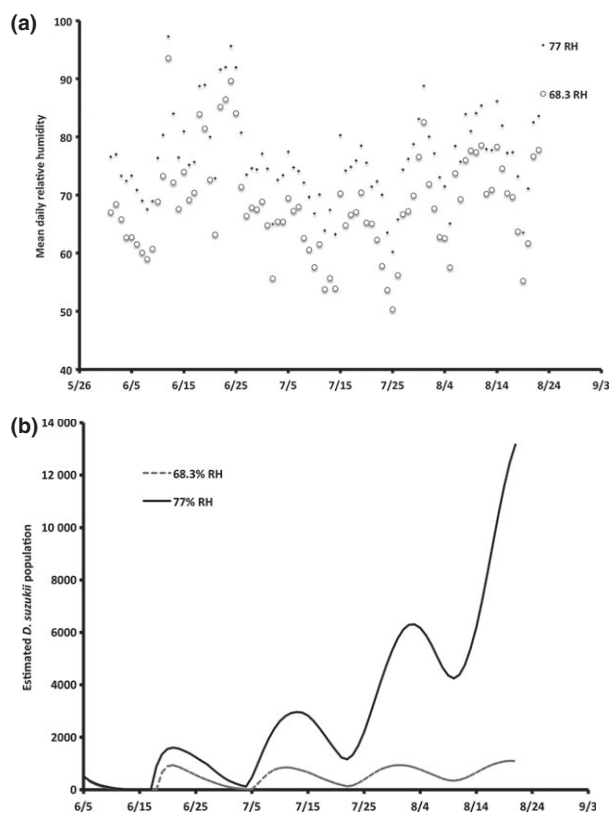 (a)
100
90
80
70
60
50
40
Mean daily relative humidity
77 RH
68.3 RH
5/26 6/5 6/15 6/25 7/5 7/15 7/25 8/4 8/14 8/24 9/3
(b)
14 000
12 000
10 000
8000
6000
4000
2000
0
Estimated D. suzukii population
68.3% RH
77% RH
6/5 6/15 6/25 7/5 7/15 7/25 8/4 8/14 8/24 9/3